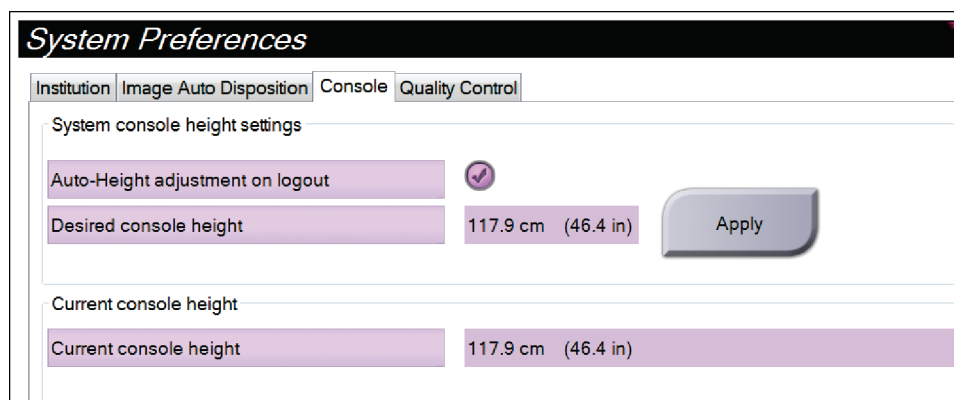 System Preferences
Institution Image Auto Disposition Console Quality Control
System console height settings
Auto-Height adjustment on logout
Desired console height 117.9 cm (46.4 in) Apply
Current console height
Current console height 117.9 cm (46.4 in)